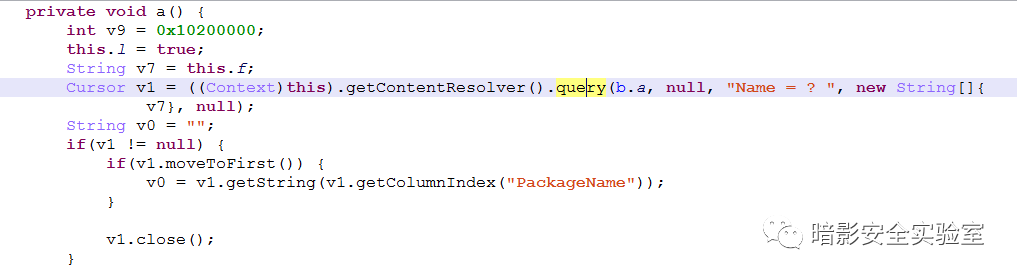 private void a() {
    int v9 = 0x10200000;
    this.l = true;
    String v7 = this.f;
    Cursor v1 = ((Context)this).getContentResolver().query(b.a, null, "Name = ? ", new String[]{
            v7}, null);
    String v0 = "";
    if(v1 != null) {
        if(v1.moveToFirst()) {
            v0 = v1.getString(v1.getColumnIndex("PackageName"));
        }

        v1.close();
    }
暗影安全实验室